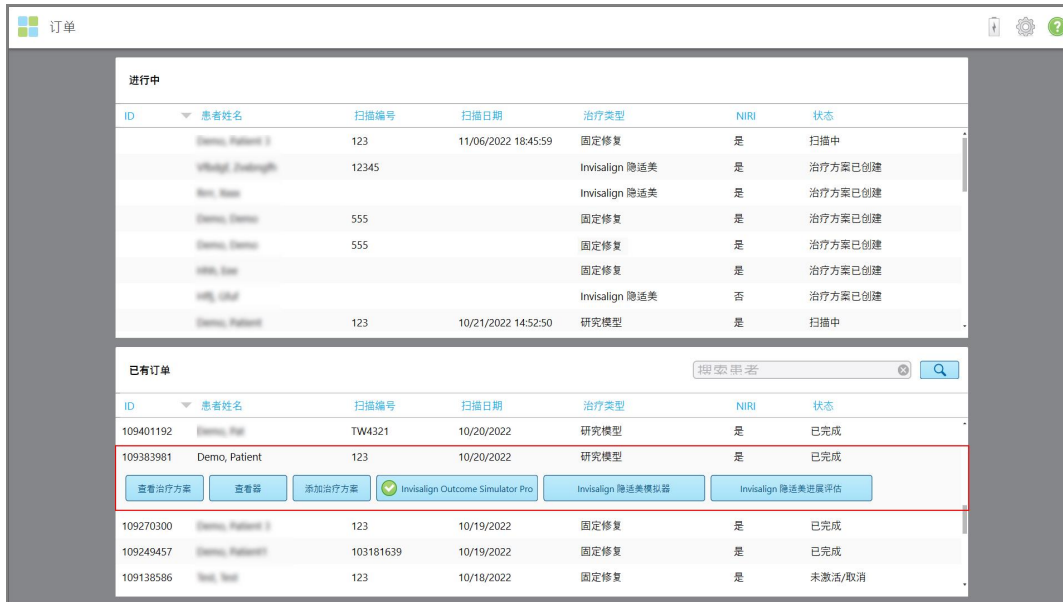 订单
进行中
ID 患者姓名 扫描编号 扫描日期 治疗类型 NIRI 状态
123 11/06/2022 18:45:59 固定修复 是 扫描中
12345 Invisalign 隐适美 是 治疗方案已创建
Invisalign 隐适美 是 治疗方案已创建
555 固定修复 是 治疗方案已创建
555 固定修复 是 治疗方案已创建
固定修复 是 治疗方案已创建
Invisalign 隐适美 否 治疗方案已创建
123 10/21/2022 14:52:50 研究模型 是 扫描中
已有订单 搜索患者
ID 患者姓名 扫描编号 扫描日期 治疗类型 NIRI 状态
109401192 TW4321 10/20/2022 研究模型 是 已完成
109383981 Demo, Patient 123 10/20/2022 研究模型 是 已完成
查看治疗方案 查看器 添加治疗方案 Invisalign Outcome Simulator Pro Invisalign 隐适美模拟器 Invisalign 隐适美进展评估
109270300 123 10/19/2022 固定修复 是 已完成
109249457 103181639 10/19/2022 固定修复 是 已完成
109138586 123 10/18/2022 固定修复 是 未激活/取消